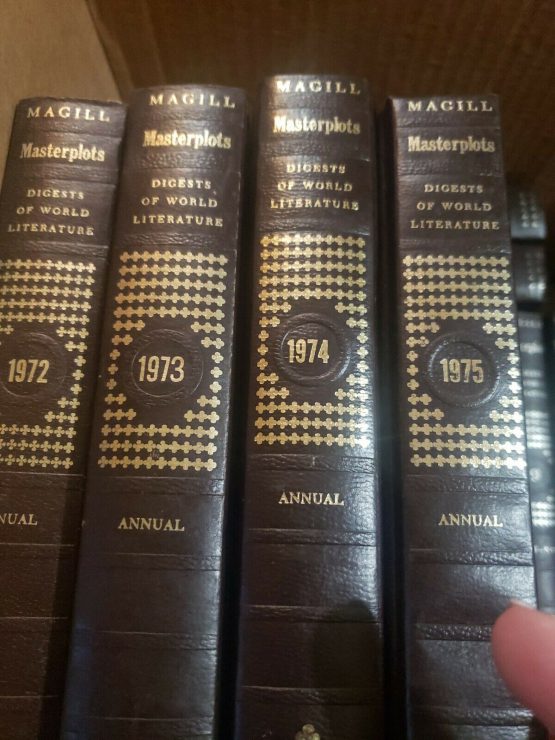 MAGILL
Masterplots
DIGESTS
OF WORLD
LITERATURE
1972
NUAL
MAGILL
Masterplots
DIGESTS
OF WORLD
LITERATURE
1973
ANNUAL
MAGILL
Masterplots
DIGESTS
OF WORLD
LITERATURE
1974
ANNUAL
MAGILL
Masterplots
DIGESTS
OF WORLD
LITERATURE
1975
ANNUAL